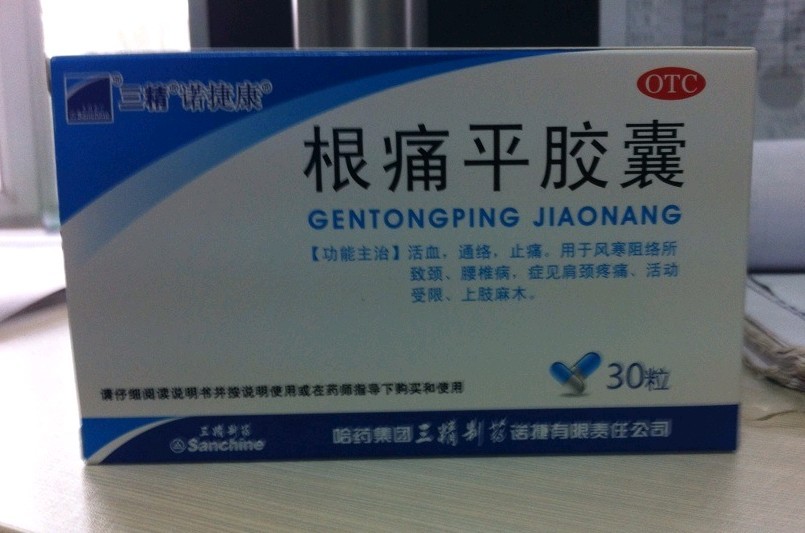 三精®诺捷康®
Sanchine
OTC
根痛平胶囊
GENTONGPING JIAONANG
【功能主治】活血，通络，止痛。用于风寒阻络所
致颈、腰椎病，症见肩颈疼痛、活动
受限、上肢麻木。
30粒
请仔细阅读说明书并按说明使用或在药师指导下购买和使用
三精制药
Sanchine
哈药集团三精制药诺捷有限责任公司